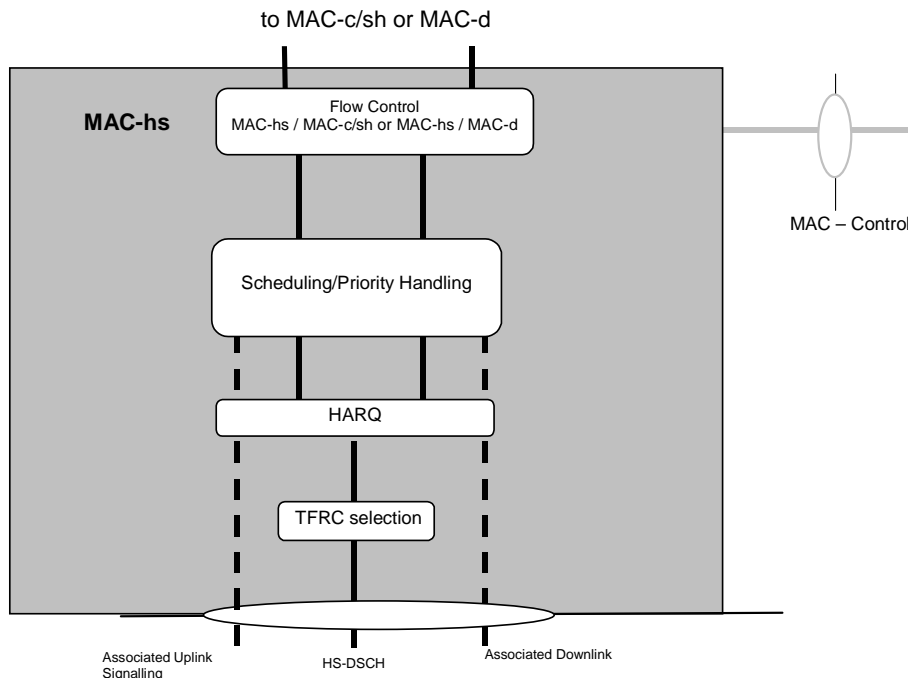 to MAC-c/sh or MAC-d
MAC-hs
Flow Control
MAC-hs / MAC-c/sh or MAC-hs / MAC-d
MAC – Control
Scheduling/Priority Handling
HARQ
TFRC selection
Associated Uplink
Signalling
HS-DSCH
Associated Downlink